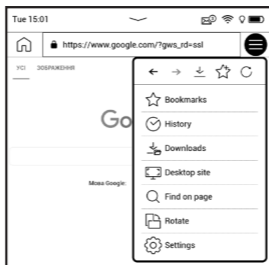 Tue 15:01
https://www.google.com/?gws_rd=ssl
УСІ ЗОБРАЖЕННЯ
Go
Мова Google:
Bookmarks
History
Downloads
Desktop site
Find on page
Rotate
Settings